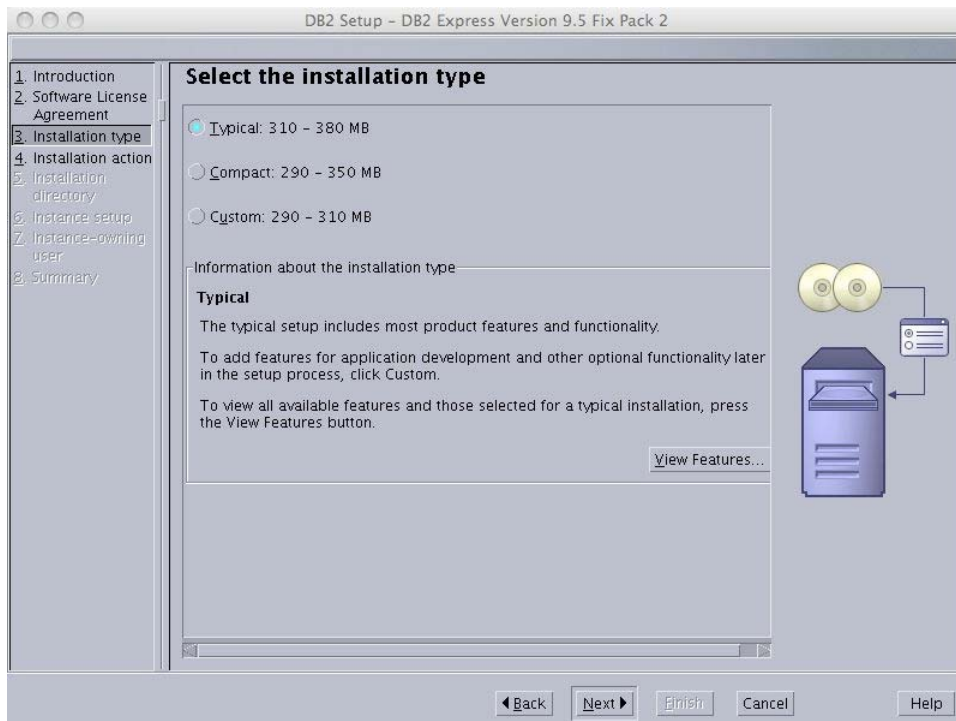 DB2 Setup - DB2 Express Version 9.5 Fix Pack 2
1. Introduction
2. Software License
Agreement
3. Installation type
4. Installation action
5. Installation
directory
6. Instance setup
7. Instance-owning
user
8. Summary
Select the installation type
Typical: 310 - 380 MB
Compact: 290 - 350 MB
Custom: 290 - 310 MB
Information about the installation type
Typical
The typical setup includes most product features and functionality.
To add features for application development and other optional functionality later
in the setup process, click Custom.
To view all available features and those selected for a typical installation, press
the View Features button.
View Features...
Back
Next
Finish
Cancel
Help